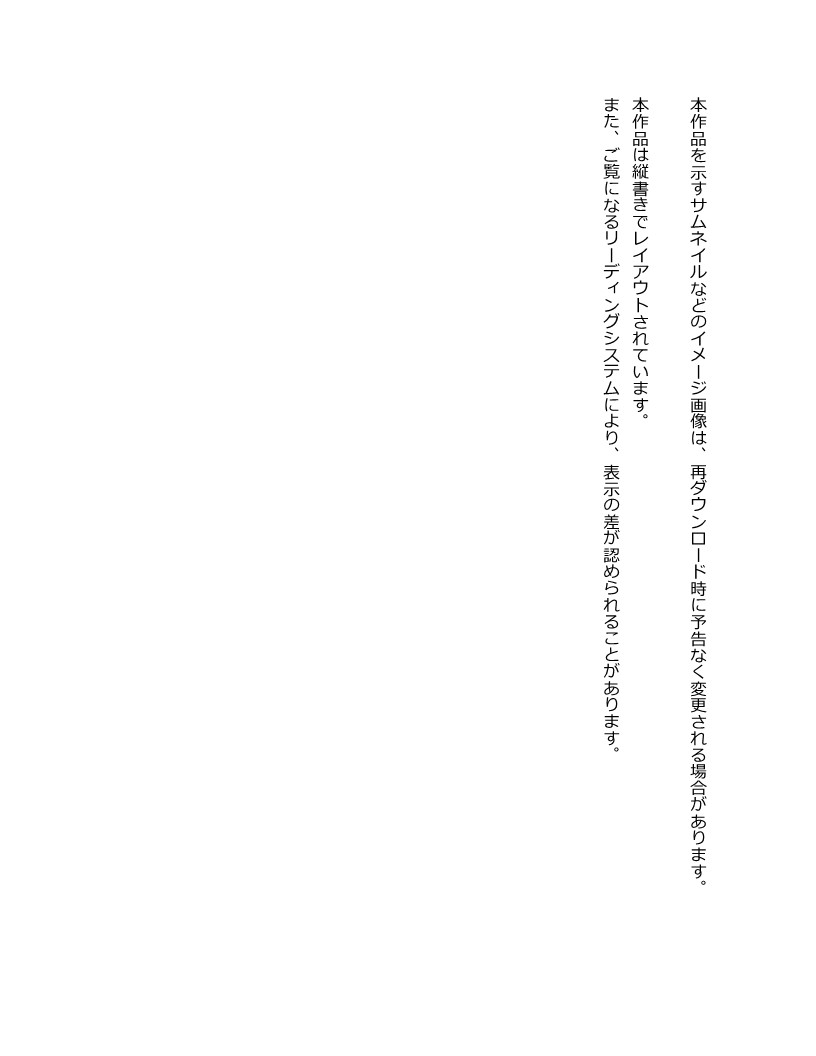 本作品を示すサムネイルなどのイメージ画像は、再ダウンロード時に予告なく変更される場合があります。
本作品は縦書きでレイアウトされています。
また、ご覧になるリーディングシステムにより、表示の差が認められることがあります。